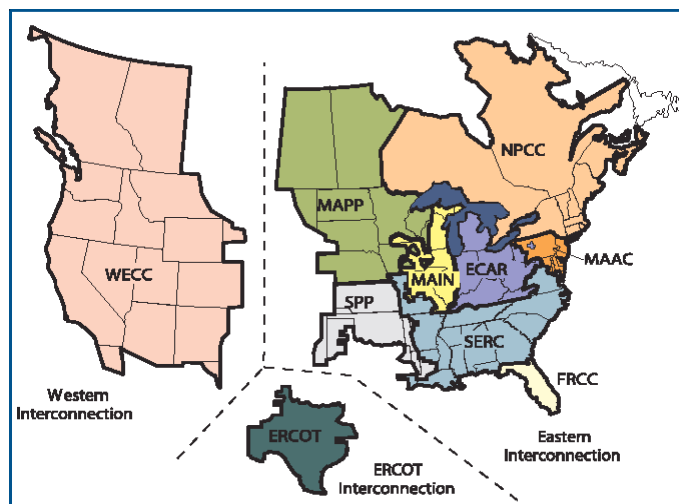 NPCC
MAPP
MAAC
WECC
MAIN
ECAR
SPP
SERC
FRCC
Western
Interconnection
ERCOT
ERCOT
Interconnection
Eastern
Interconnection